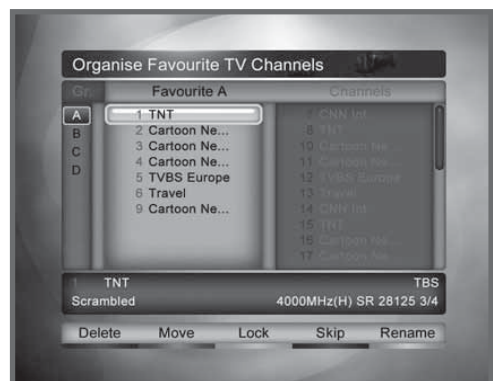 Organise Favourite TV Channels
Gr. Favourite A Channels
A
B
C
D
1 TNT
2 Cartoon Ne...
3 Cartoon Ne...
4 Cartoon Ne...
5 TVBS Europe
6 Travel
9 Cartoon Ne...
7 CNN Int.
8 TNT
10 Cartoon Ne...
11 Cartoon Ne...
12 TVBS Europe
13 Travel
14 CNN Int.
15 TNT
16 Cartoon Ne...
17 Cartoon Ne...
1 TNT TBS
Scrambled 4000MHz(H) SR 28125 3/4
Delete Move Lock Skip Rename